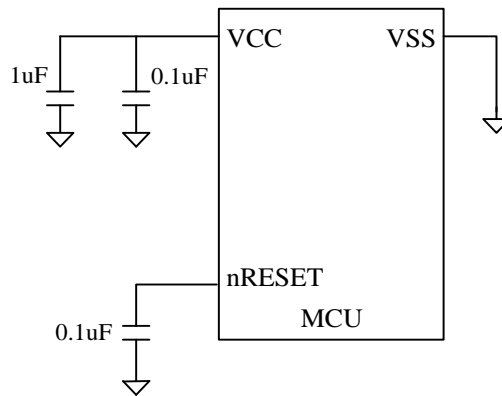 VCC
VSS
1uF
0.1uF
nRESET
MCU
0.1uF